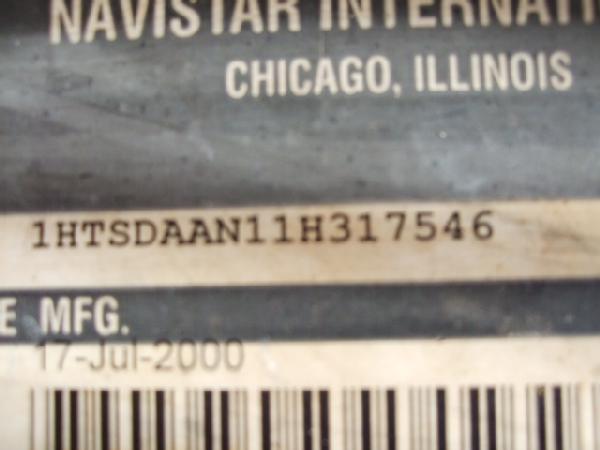 NAVISTAR INTERNATI
CHICAGO, ILLINOIS
1HTSDAAN11H317546
E MFG.
17-Jul-2000